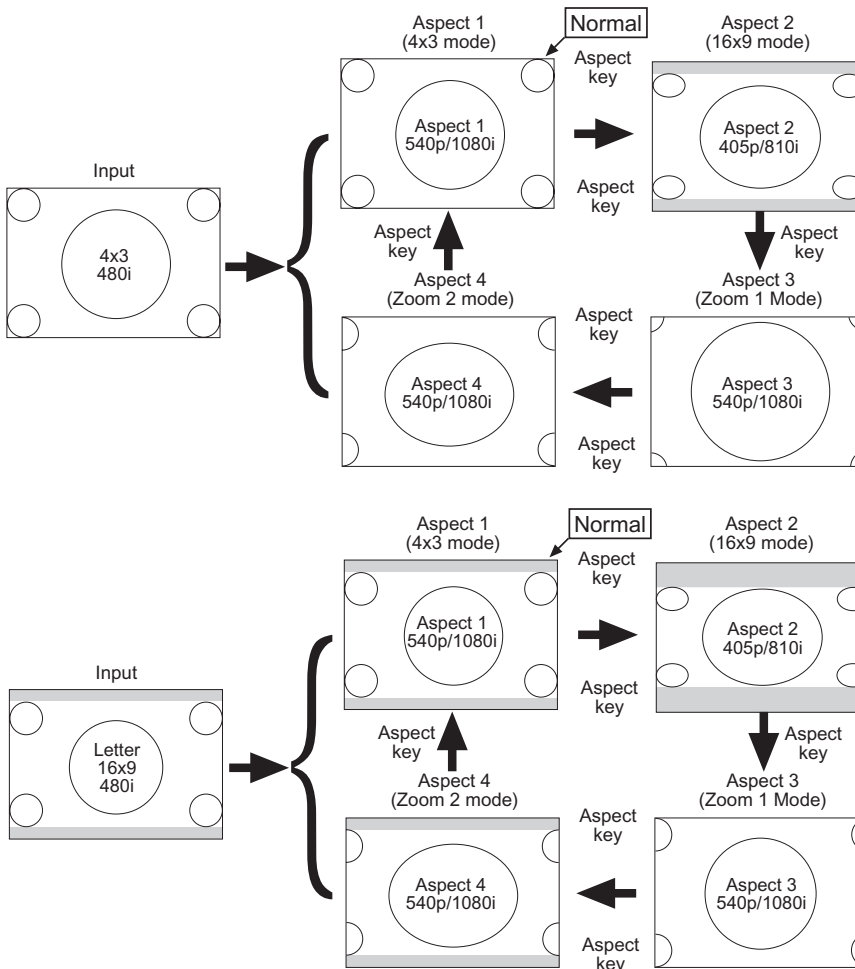 Aspect 1
(4x3 mode)
Normal
Aspect 2
(16x9 mode)
Aspect
key
Aspect 1
540p/1080i
Aspect 2
405p/810i
Aspect
key
Input
4x3
480i
Aspect
key
Aspect
key
Aspect 4
(Zoom 2 mode)
Aspect 3
(Zoom 1 Mode)
Aspect
key
Aspect 4
540p/1080i
Aspect 3
540p/1080i
Aspect
key
Aspect 1
(4x3 mode)
Normal
Aspect 2
(16x9 mode)
Aspect
key
Aspect 1
540p/1080i
Aspect 2
405p/810i
Aspect
key
Input
Letter
16x9
480i
Aspect
key
Aspect
key
Aspect 4
(Zoom 2 mode)
Aspect 3
(Zoom 1 Mode)
Aspect
key
Aspect 4
540p/1080i
Aspect 3
540p/1080i
Aspect
key